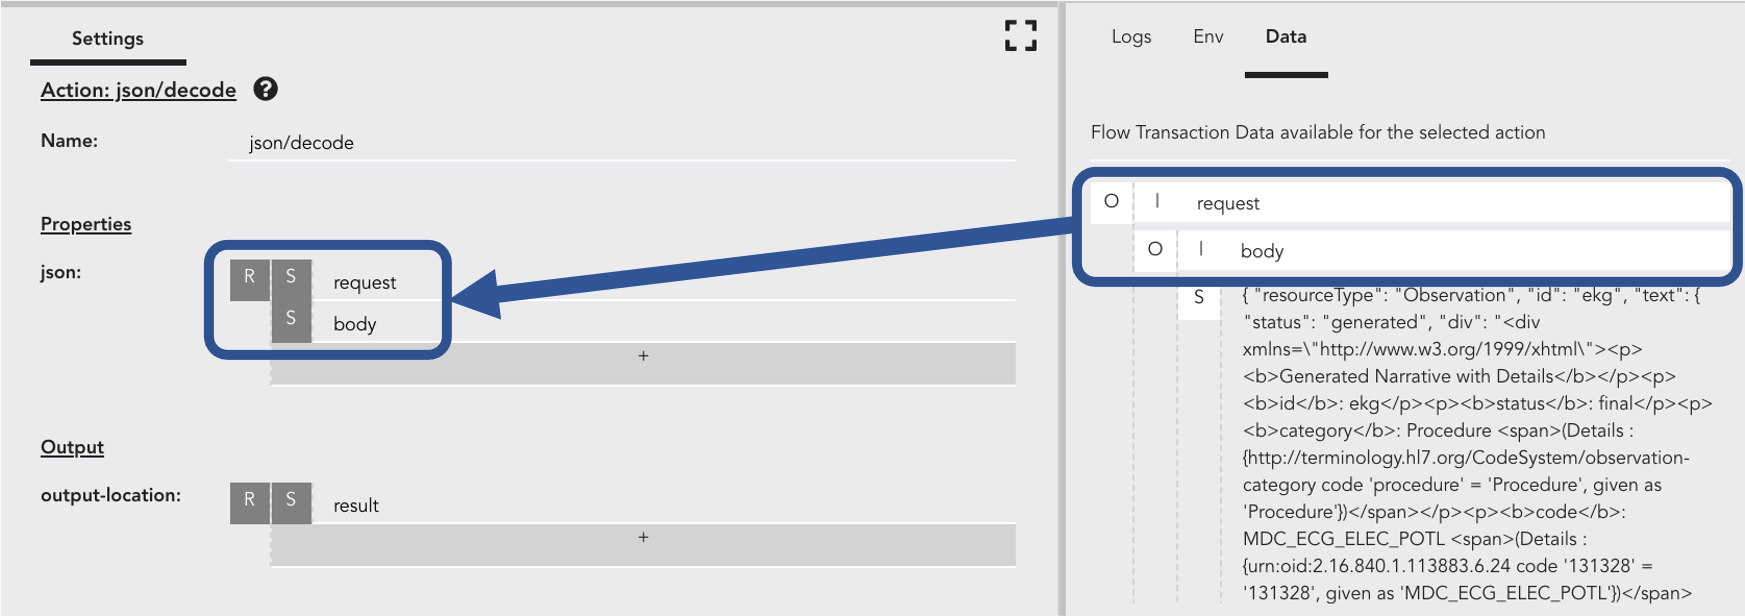 Settings
Action: json/decode ?
Name: json/decode
Properties
json: R S request
S body
+
Output
output-location: R S result
+
Logs Env Data
Flow Transaction Data available for the selected action
O I request
O I body
S { "resourceType": "Observation", "id": "ekg", "text": {
"status": "generated", "div": "<div
xmlns=\"http://www.w3.org/1999/xhtml\"><p>
<b>Generated Narrative with Details</b></p><p>
<b>id</b>: ekg</p><p><b>status</b>: final</p><p>
<b>category</b>: Procedure <span>(Details :
{http://terminology.hl7.org/CodeSystem/observation-
category code 'procedure' = 'Procedure', given as
'Procedure'})</span></p><p><b>code</b>:
MDC_ECG_ELEC_POTL <span>(Details :
{urn:oid:2.16.840.1.113883.6.24 code '131328' =
'131328', given as 'MDC_ECG_ELEC_POTL'})</span>